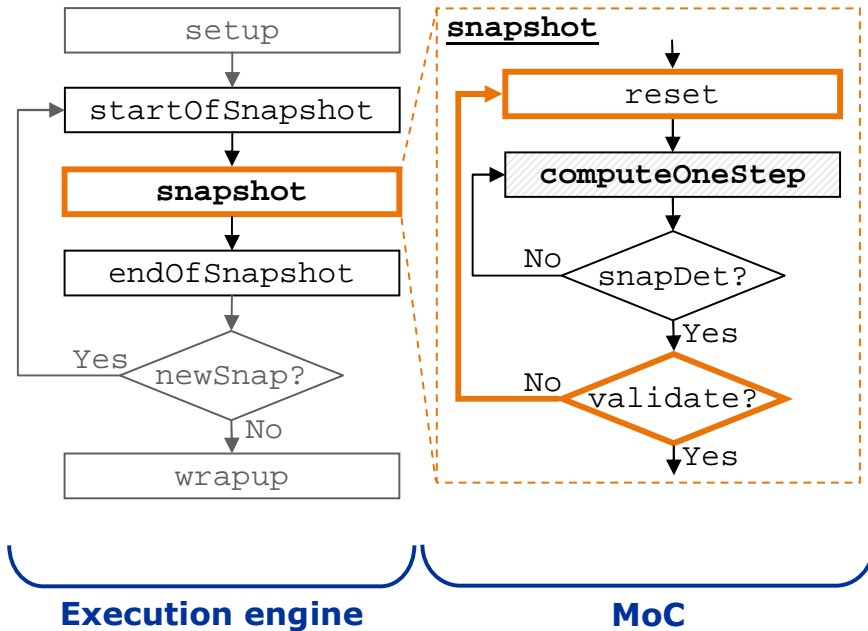 setup
startOfSnapshot
snapshot
endOfSnapshot
Yes
newSnap?
No
wrapup
snapshot
reset
computeOneStep
No
snapDet?
Yes
No
validate?
Yes
Execution engine
MoC